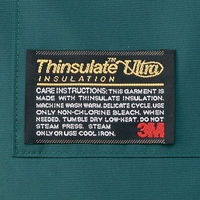 Thinsulate™ Ultra
INSULATION
CARE INSTRUCTIONS: THIS GARMENT IS
MADE WITH THINSULATE INSULATION.
MACHINE WASH WARM, DELICATE CYCLE. USE
ONLY NON-CHLORINE BLEACH, WHEN
NEEDED. TUMBLE DRY LOW-HEAT. DO NOT
STEAM PRESS. STEAM
ONLY OR USE COOL IRON.
3M